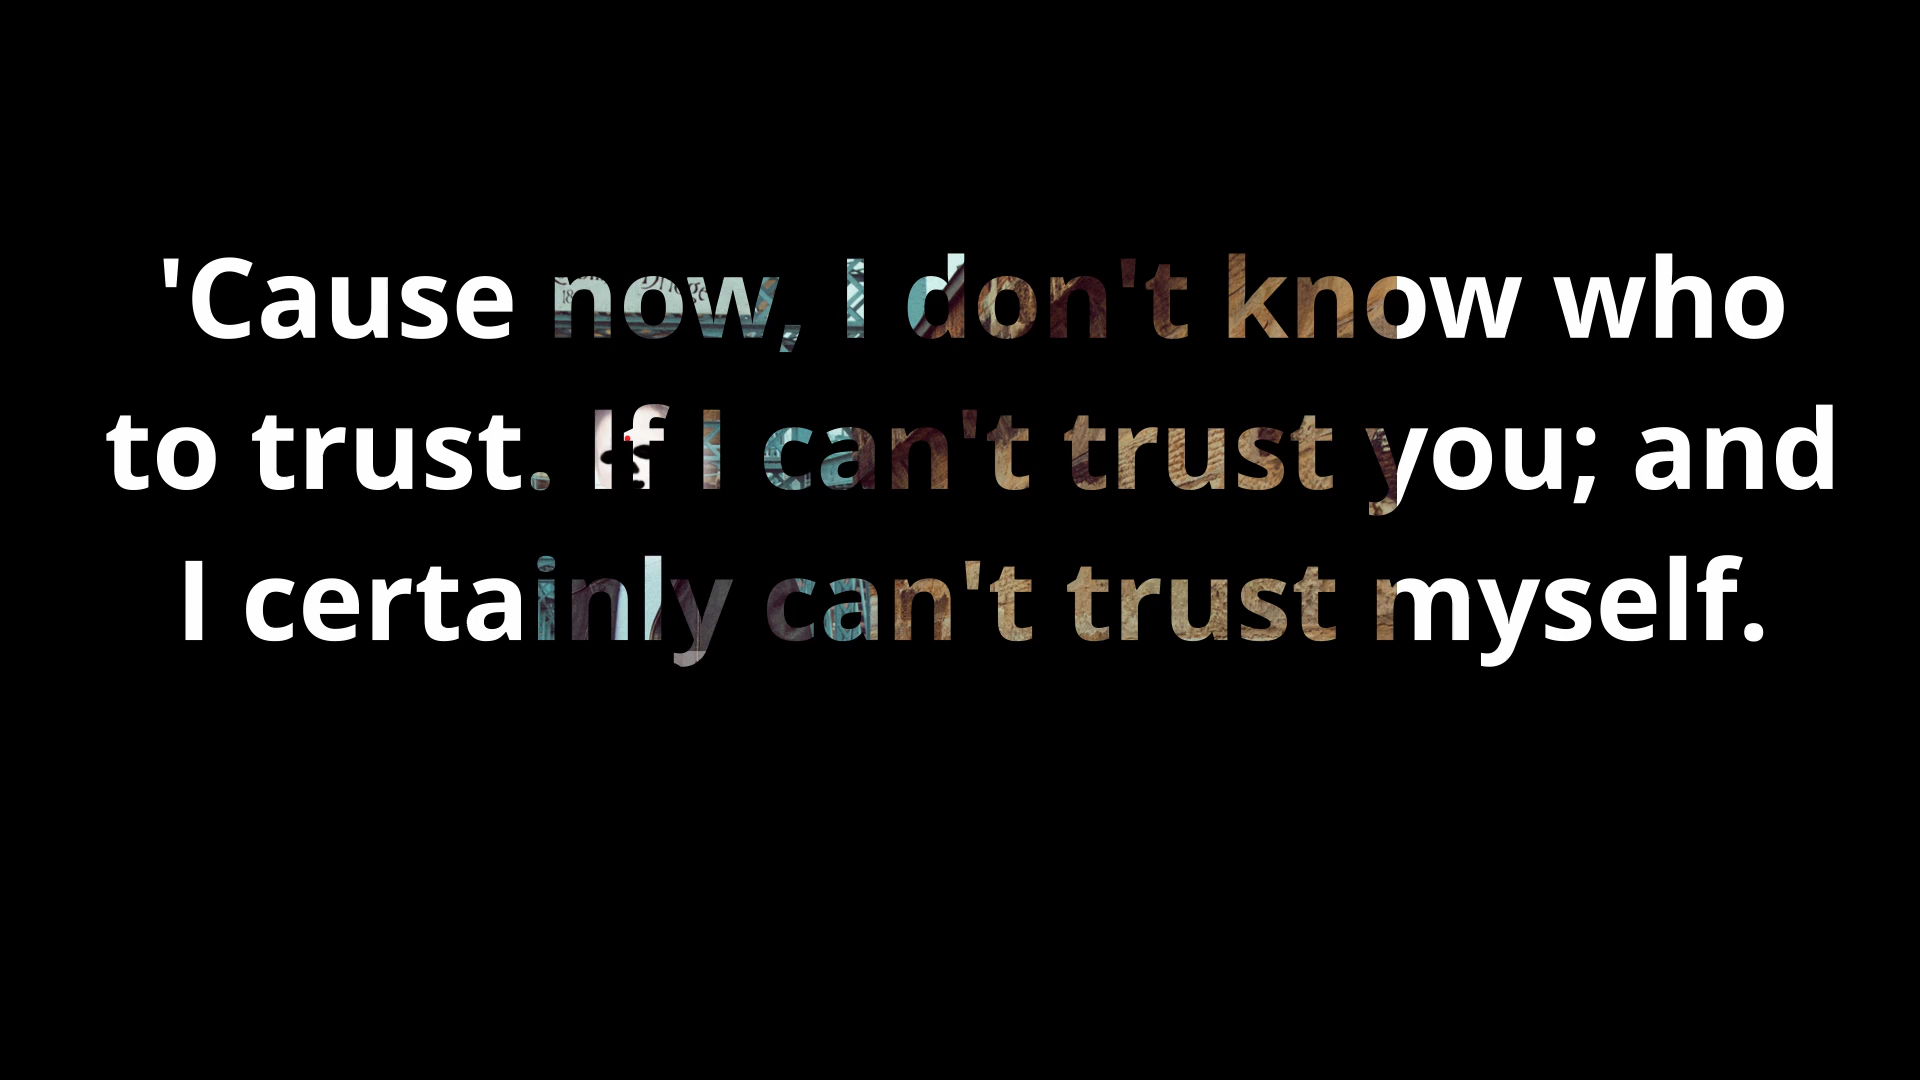 'Cause now, I don't know who
to trust. If I can't trust you; and
I certainly can't trust myself.